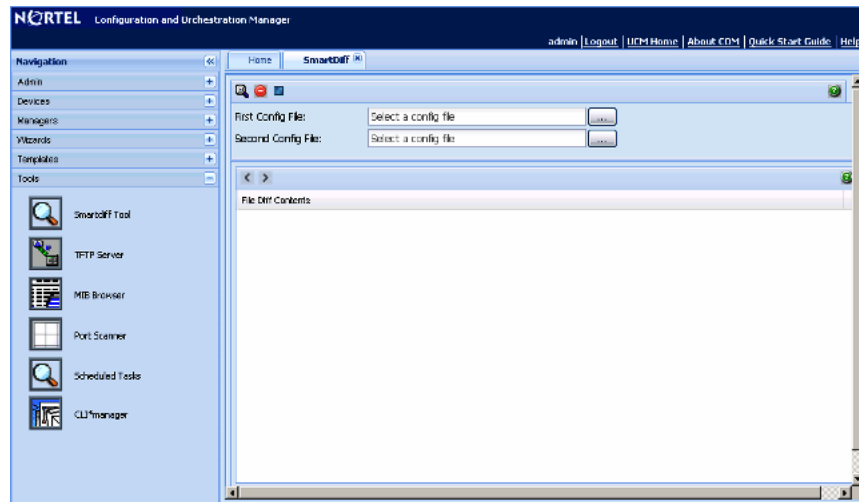 NORTEL Configuration and Orchestration Manager
admin | Logout | UCM Home | About COM | Quick Start Guide | Help
Navigation
Home
SmartDiff
Admin
Devices
Managers
Wizards
Templates
Tools
First Config File: Select a config file ...
Second Config File: Select a config file ...
File Diff Contents
Smartdiff Tool
TFTP Server
MIB Browser
Port Scanner
Scheduled Tasks
CLI*manager